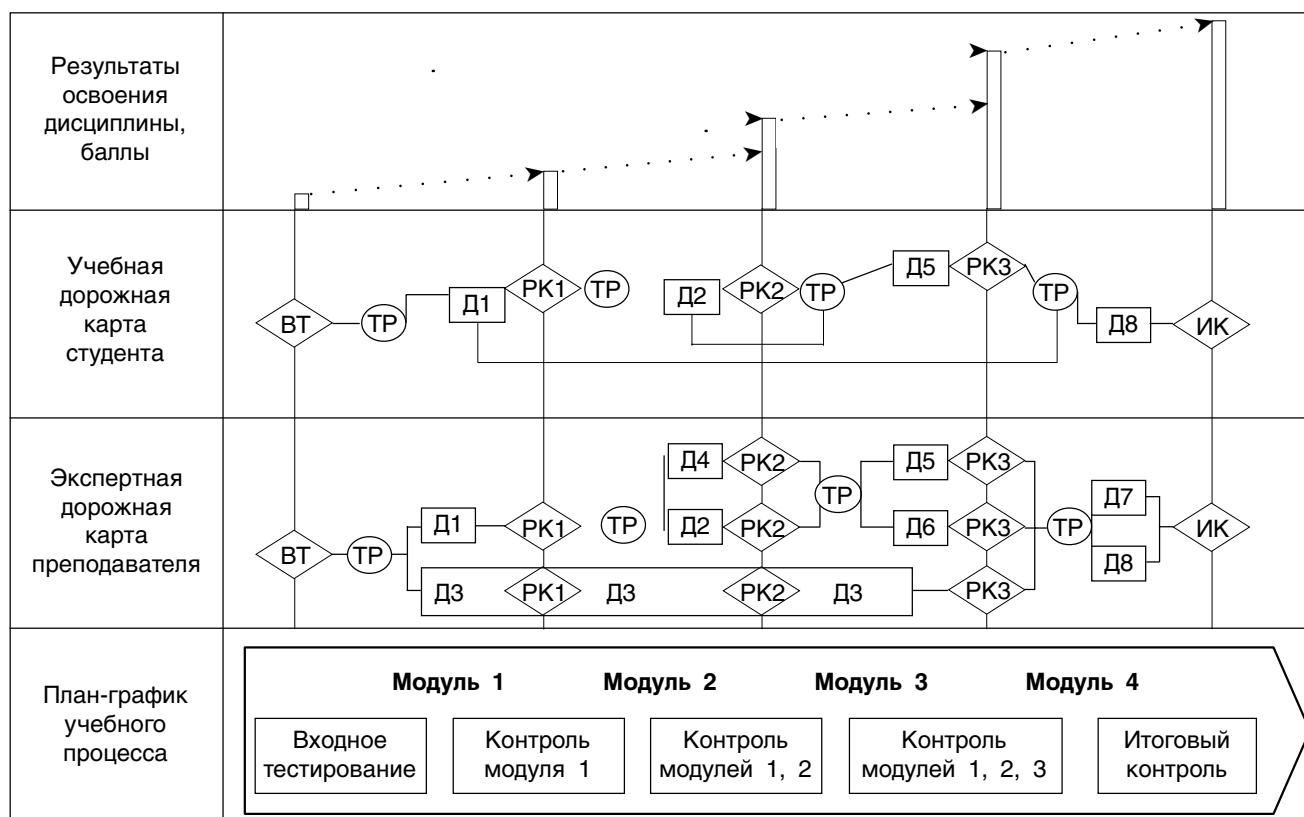 Результаты
освоения
дисциплины,
баллы
Учебная
дорожная
карта
студента
ВТ
ТР
Д1
РК1
ТР
Д2
РК2
ТР
Д5
РК3
ТР
Д8
ИК
Экспертная
дорожная
карта
преподавателя
ВТ
ТР
Д1
РК1
ТР
Д4
РК2
Д2
РК2
ТР
Д5
РК3
Д6
РК3
ТР
Д7
Д8
ИК
Д3
РК1
Д3
РК2
Д3
РК3
План-график
учебного
процесса
Модуль 1
Модуль 2
Модуль 3
Модуль 4
Входное
тестирование
Контроль
модуля 1
Контроль
модулей 1, 2
Контроль
модулей 1, 2, 3
Итоговый
контроль